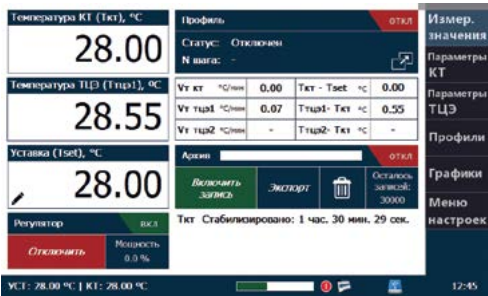 Температура КТ (Ткт), °C
28.00
Температура ТЦЭ (Ттцэ1), °C
28.55
Уставка (Tset), °C
28.00
Регулятор вкл
Отключить
Мощность
0.0 %
Профиль откл
Статус: Отключен
N шага: -
Vт кт °C/мин 0.00 Ткт - Tset °C 0.00
Vт тцэ1 °C/мин 0.07 Ттцэ1- Ткт °C 0.55
Vт тцэ2 °C/мин - Ттцэ2- Ткт °C -
Архив откл
Включить
запись
Экспорт
Осталось
записей:
30000
Ткт Стабилизировано: 1 час. 30 мин. 29 сек.
Измер.
значения
Параметры
КТ
Параметры
ТЦЭ
Профили
Графики
Меню
настроек
УСТ: 28.00 °C | КТ: 28.00 °C
12:45